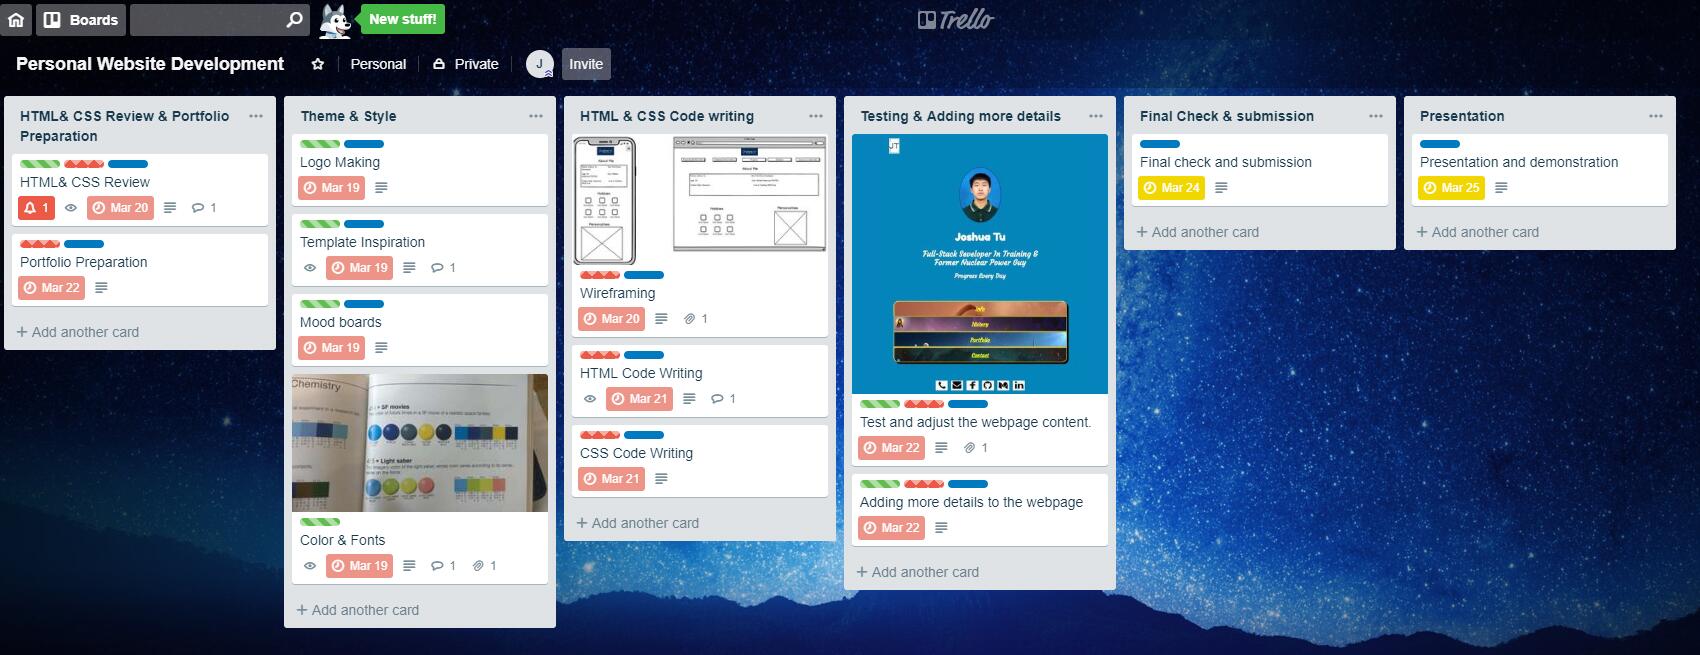 Boards
New stuff!
Trello
Personal Website Development
Personal
Private
J
Invite
HTML& CSS Review & Portfolio
Preparation
HTML& CSS Review
1
Mar 20
1
Portfolio Preparation
Mar 22
+ Add another card
Theme & Style
Logo Making
Mar 19
Template Inspiration
Mar 19
1
Mood boards
Mar 19
Chemistry
SF movies
Light saber
Color & Fonts
Mar 19
1
1
+ Add another card
HTML & CSS Code writing
About Me
Hobbies
Personalities
About Me
Hobbies
Personalities
Wireframing
Mar 20
1
HTML Code Writing
Mar 21
1
CSS Code Writing
Mar 21
+ Add another card
Testing & Adding more details
JT
Joshua Tu
Full-Stack Developer In Training &
Former Nuclear Power Guy
Progress Every Day
Info
History
Portfolio
Contact
Test and adjust the webpage content.
Mar 22
1
Adding more details to the webpage
Mar 22
+ Add another card
Final Check & submission
Final check and submission
Mar 24
+ Add another card
Presentation
Presentation and demonstration
Mar 25
+ Add another card